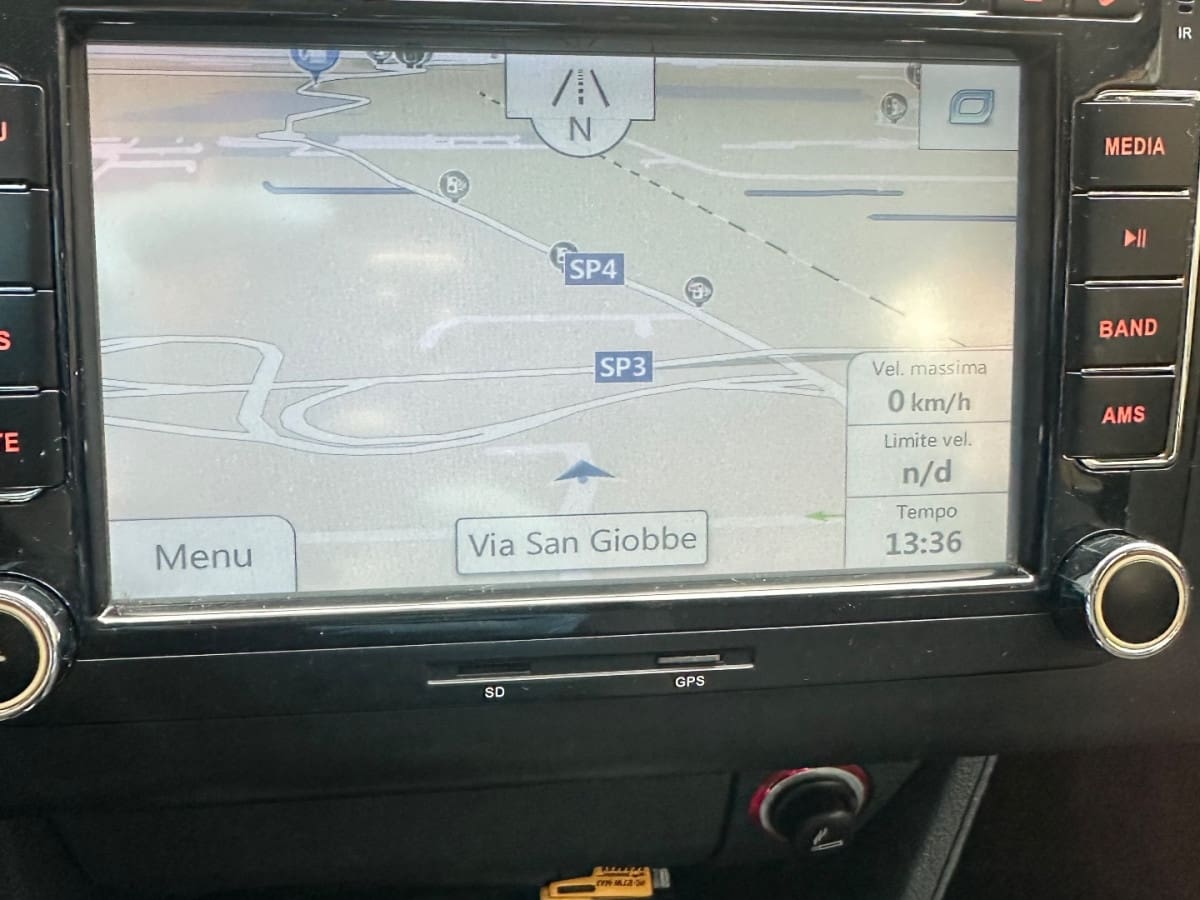 IR
N
MEDIA
SP4
BAND
SP3
Vel. massima
0 km/h
AMS
Limite vel.
n/d
Tempo
13:36
Menu
Via San Giobbe
SD
GPS